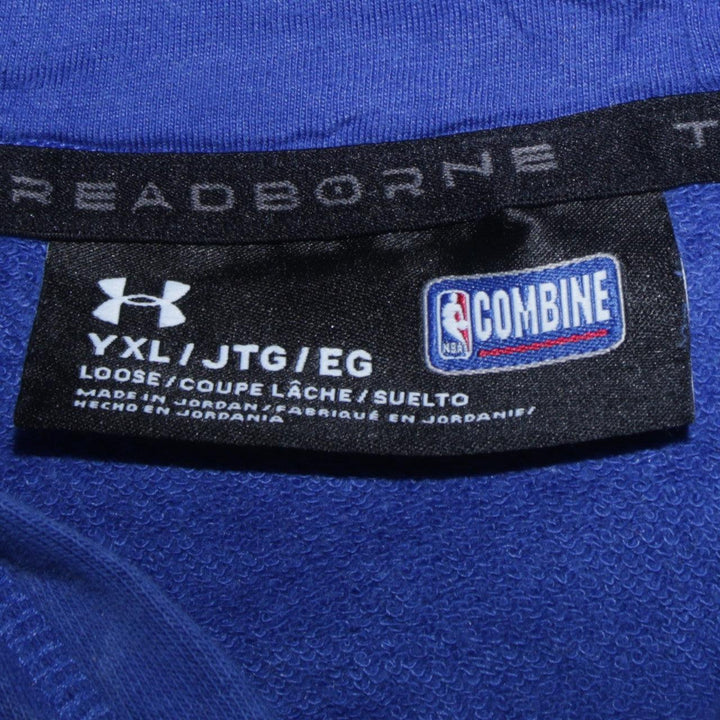 READBORNE T
NBA COMBINE
YXL/JTG/EG
LOOSE/COUPE LÂCHE/SUELTO
MADE IN JORDAN/FABRIQUÉ EN JORDANIE/
HECHO EN JORDANIA